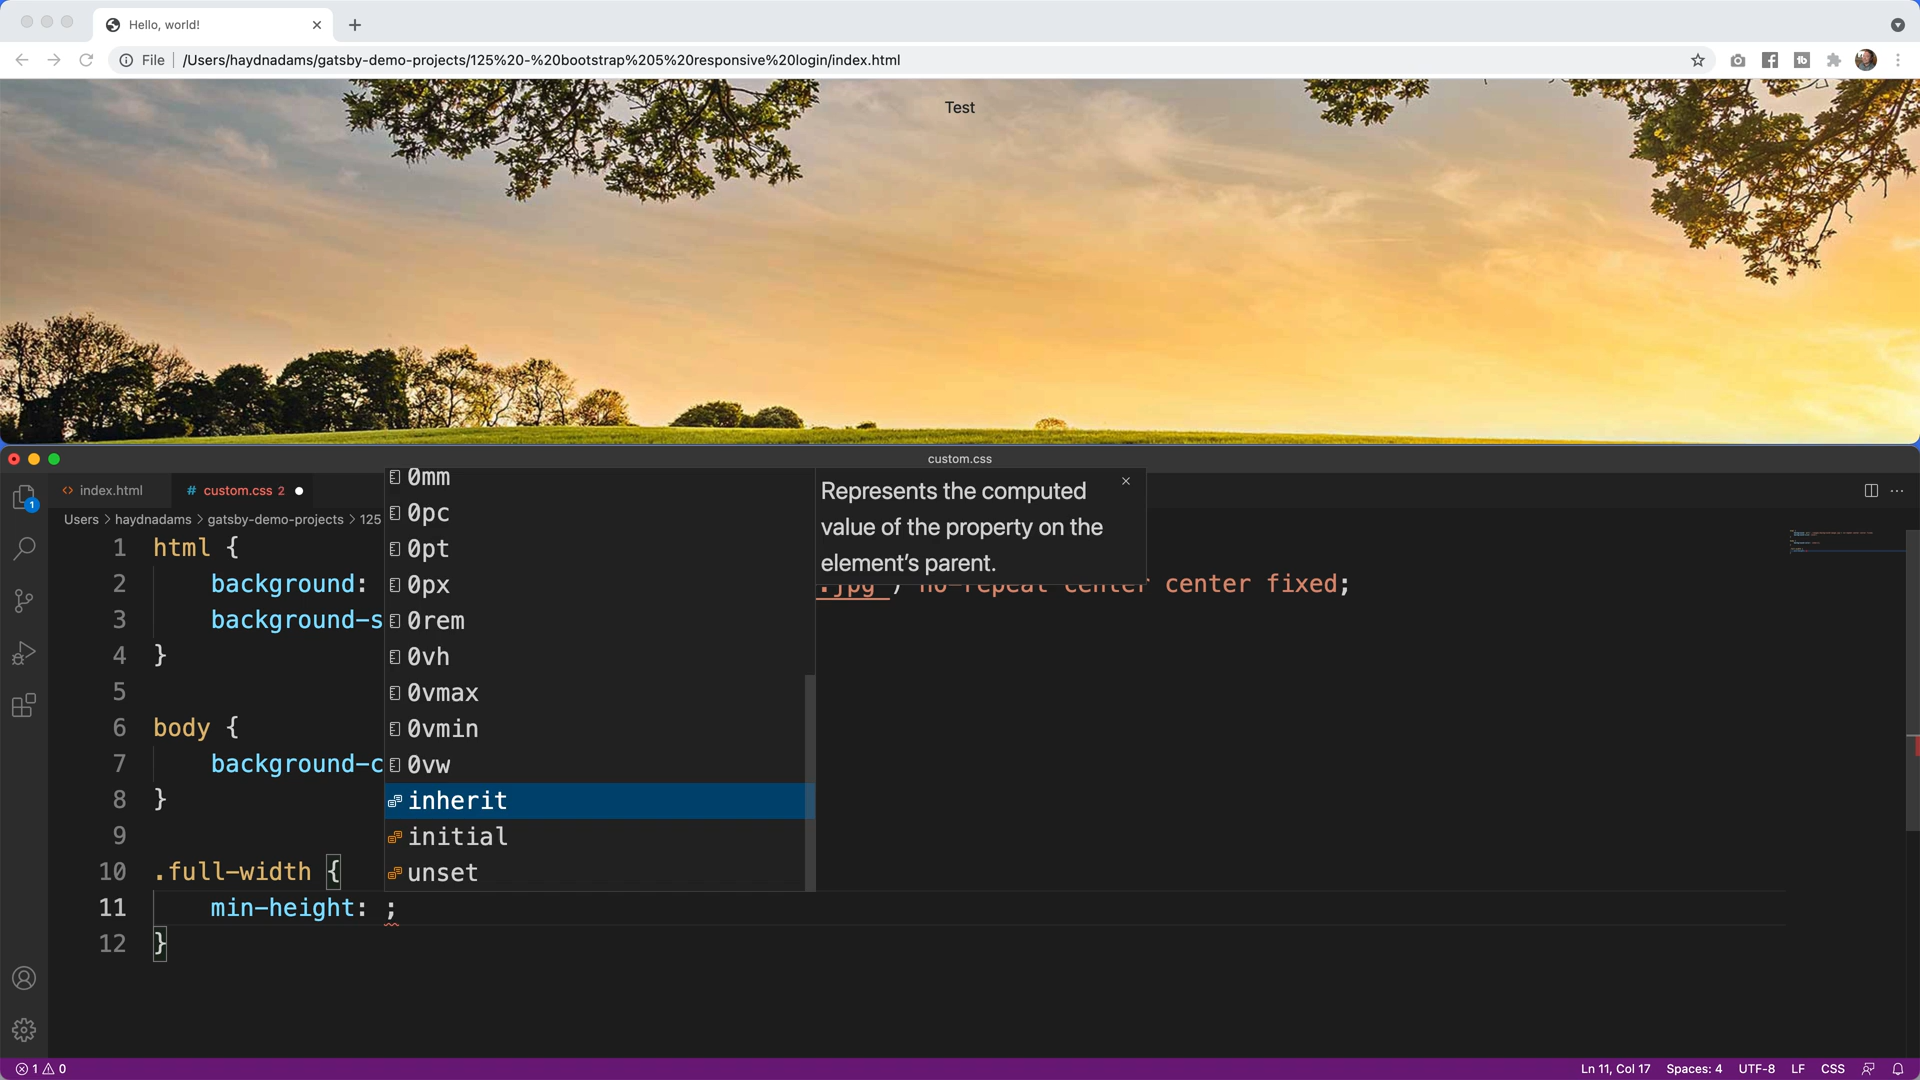 Hello, world!
File
/Users/haydnadams/gatsby-demo-projects/125%20-%20bootstrap%205%20responsive%20login/index.html
Test
custom.css
index.html
# custom.css 2
Users > haydnadams > gatsby-demo-projects > 125
1
1 html {
2 background: .jpg ) no-repeat center center fixed;
3 background-s
4 }
5
6 body {
7 background-c
8 }
9
10 .full-width {
11 min-height: ;
12 }
0mm
0pc
0pt
0px
0rem
0vh
0vmax
0vmin
0vw
inherit
initial
unset
Represents the computed
value of the property on the
element’s parent.
1 0
Ln 11, Col 17
Spaces: 4
UTF-8
LF
CSS